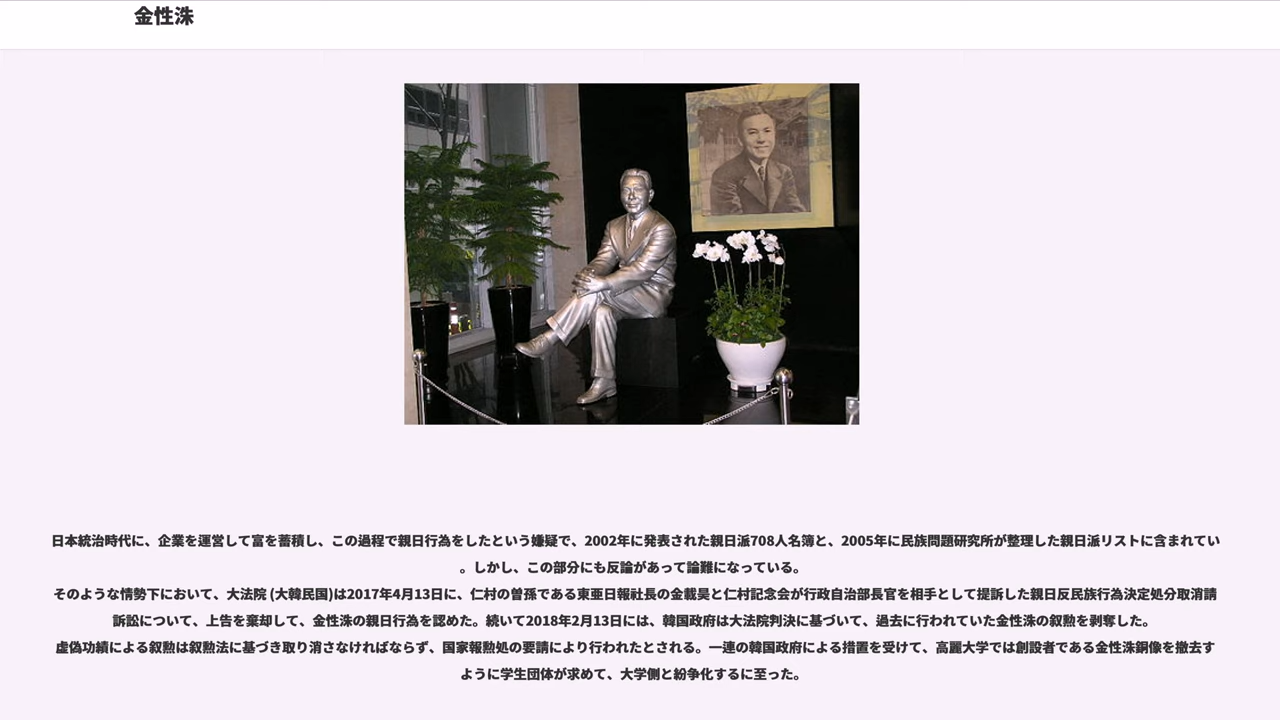 金性洙
日本統治時代に、企業を運営して富を蓄積し、この過程で親日行為をしたという嫌疑で、2002年に発表された親日派708人名簿と、2005年に民族問題研究所が整理した親日派リストに含まれてい
。しかし、この部分にも反論があって論難になっている。
そのような情勢下において、大法院 (大韓民国)は2017年4月13日に、仁村の曽孫である東亜日報社長の金載昊と仁村記念会が行政自治部長官を相手として提訴した親日反民族行為決定処分取消請
訴訟について、上告を棄却して、金性洙の親日行為を認めた。続いて2018年2月13日には、韓国政府は大法院判決に基づいて、過去に行われていた金性洙の叙勲を剥奪した。
虚偽功績による叙勲は叙勲法に基づき取り消さなければならず、国家報勲処の要請により行われたとされる。一連の韓国政府による措置を受けて、高麗大学では創設者である金性洙銅像を撤去す
ように学生団体が求めて、大学側と紛争化するに至った。